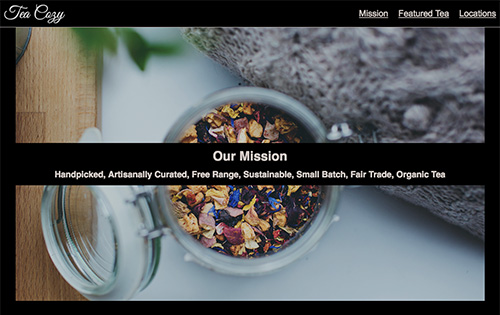 Tea Cozy
Mission Featured Tea Locations
Our Mission
Handpicked, Artisanally Curated, Free Range, Sustainable, Small Batch, Fair Trade, Organic Tea